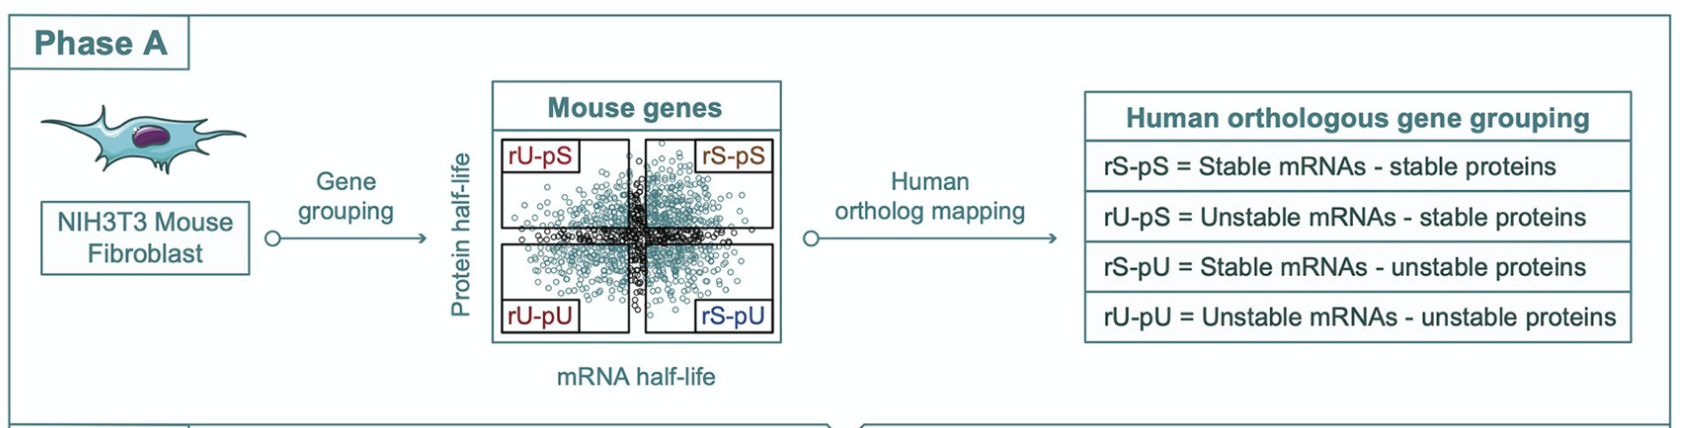 Phase A
NIH3T3 Mouse
Fibroblast
Gene
grouping
Protein half-life
Mouse genes
rU-pS
rS-pS
rU-pU
rS-pU
mRNA half-life
Human
ortholog mapping
Human orthologous gene grouping
rS-pS = Stable mRNAs - stable proteins
rU-pS = Unstable mRNAs - stable proteins
rS-pU = Stable mRNAs - unstable proteins
rU-pU = Unstable mRNAs - unstable proteins